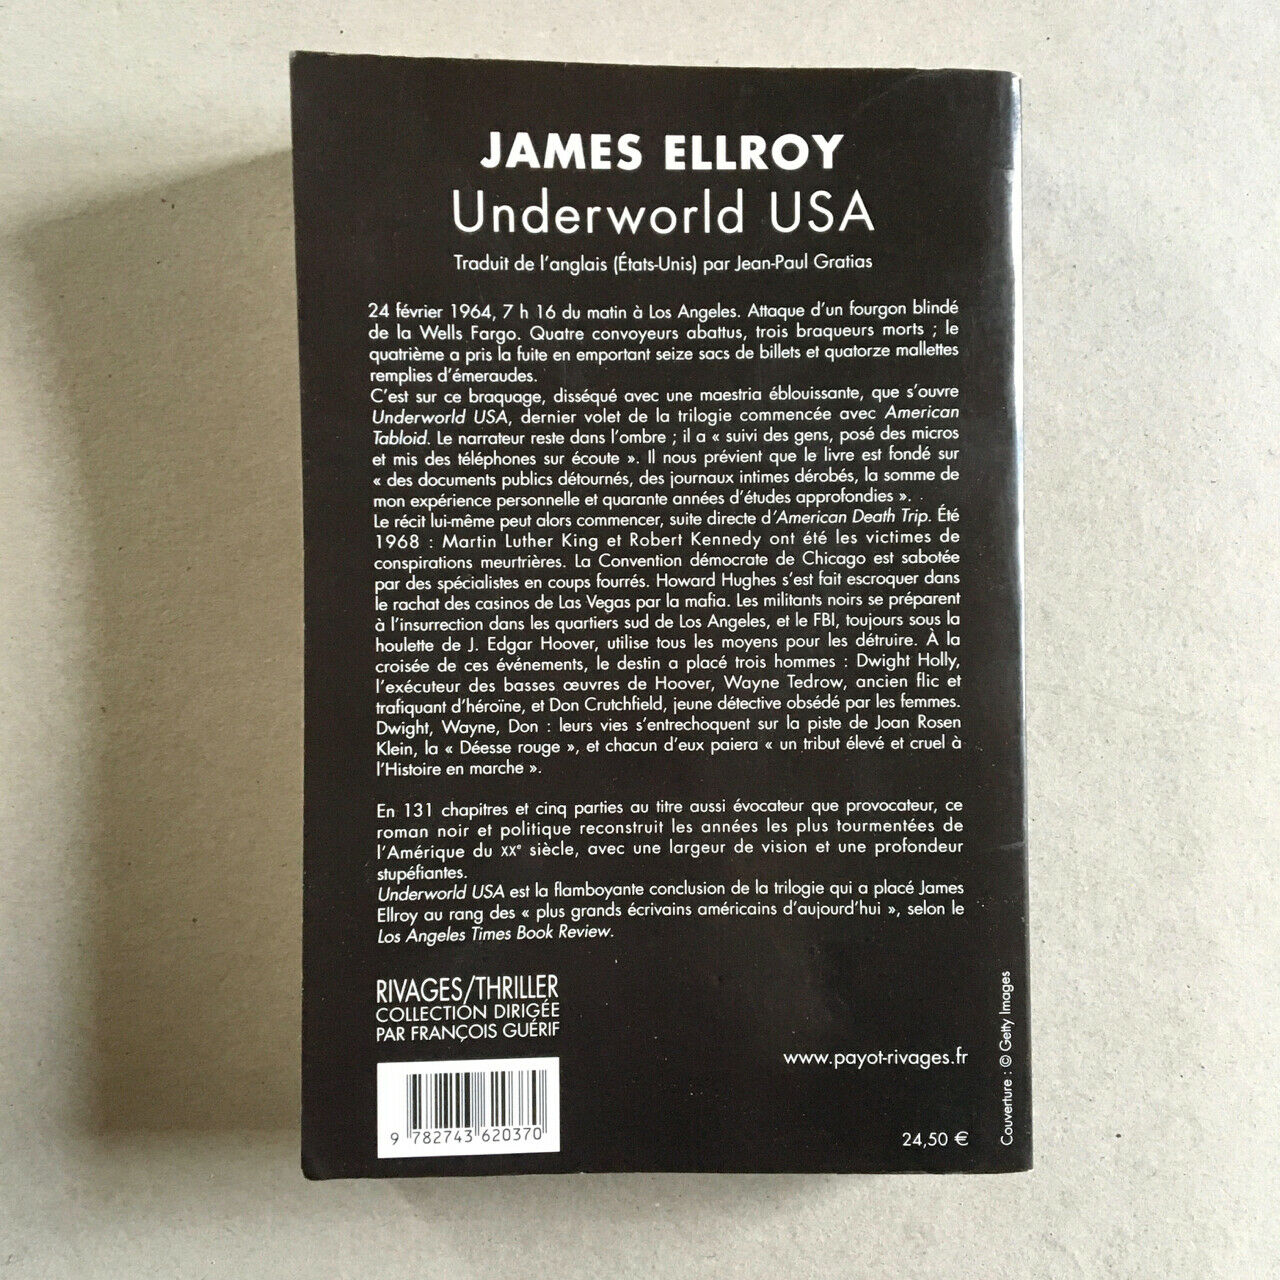 JAMES ELLROY
Underworld USA
Traduit de l'anglais (États-Unis) par Jean-Paul Gratias
24 février 1964, 7 h 16 du matin à Los Angeles. Attaque d'un fourgon blindé
de la Wells Fargo. Quatre convoyeurs abattus, trois braqueurs morts ; le
quatrième a pris la fuite en emportant seize sacs de billets et quatorze mallettes
remplies d'émeraudes.
C'est sur ce braquage, disséqué avec une maestria éblouissante, que s'ouvre
Underworld USA, dernier volet de la trilogie commencée avec American
Tabloid. Le narrateur reste dans l'ombre ; il a « suivi des gens, posé des micros
et mis des téléphones sur écoute ». Il nous prévient que le livre est fondé sur
« des documents publics détournés, des journaux intimes dérobés, la somme de
mon expérience personnelle et quarante années d'études approfondies ».
Le récit lui-même peut alors commencer, suite directe d'American Death Trip. Été
1968 : Martin Luther King et Robert Kennedy ont été les victimes de
conspirations meurtrières. La Convention démocrate de Chicago est sabotée
par des spécialistes en coups fourrés. Howard Hughes s'est fait escroquer dans
le rachat des casinos de Las Vegas par la mafia. Les militants noirs se préparent
à l'insurrection dans les quartiers sud de Los Angeles, et le FBI, toujours sous la
houlette de J. Edgar Hoover, utilise tous les moyens pour les détruire. À la
croisée de ces événements, le destin a placé trois hommes : Dwight Holly,
l'exécuteur des basses œuvres de Hoover, Wayne Tedrow, ancien flic et
trafiquant d'héroïne, et Don Crutchfield, jeune détective obsédé par les femmes.
Dwight, Wayne, Don : leurs vies s'entrechoquent sur la piste de Joan Rosen
Klein, la « Déesse rouge », et chacun d'eux paiera « un tribut élevé et cruel à
l'Histoire en marche ».
En 131 chapitres et cinq parties au titre aussi évocateur que provocateur, ce
roman noir et politique reconstruit les années les plus tourmentées de
l'Amérique du XXe siècle, avec une largeur de vision et une profondeur
stupéfiantes.
Underworld USA est la flamboyante conclusion de la trilogie qui a placé James
Ellroy au rang des « plus grands écrivains américains d'aujourd'hui », selon le
Los Angeles Times Book Review.
RIVAGES/THRILLER
COLLECTION DIRIGÉE
PAR FRANÇOIS GUÉRIF
www.payot-rivages.fr
9 782743 620370
24,50 €
Couverture : © Getty Images